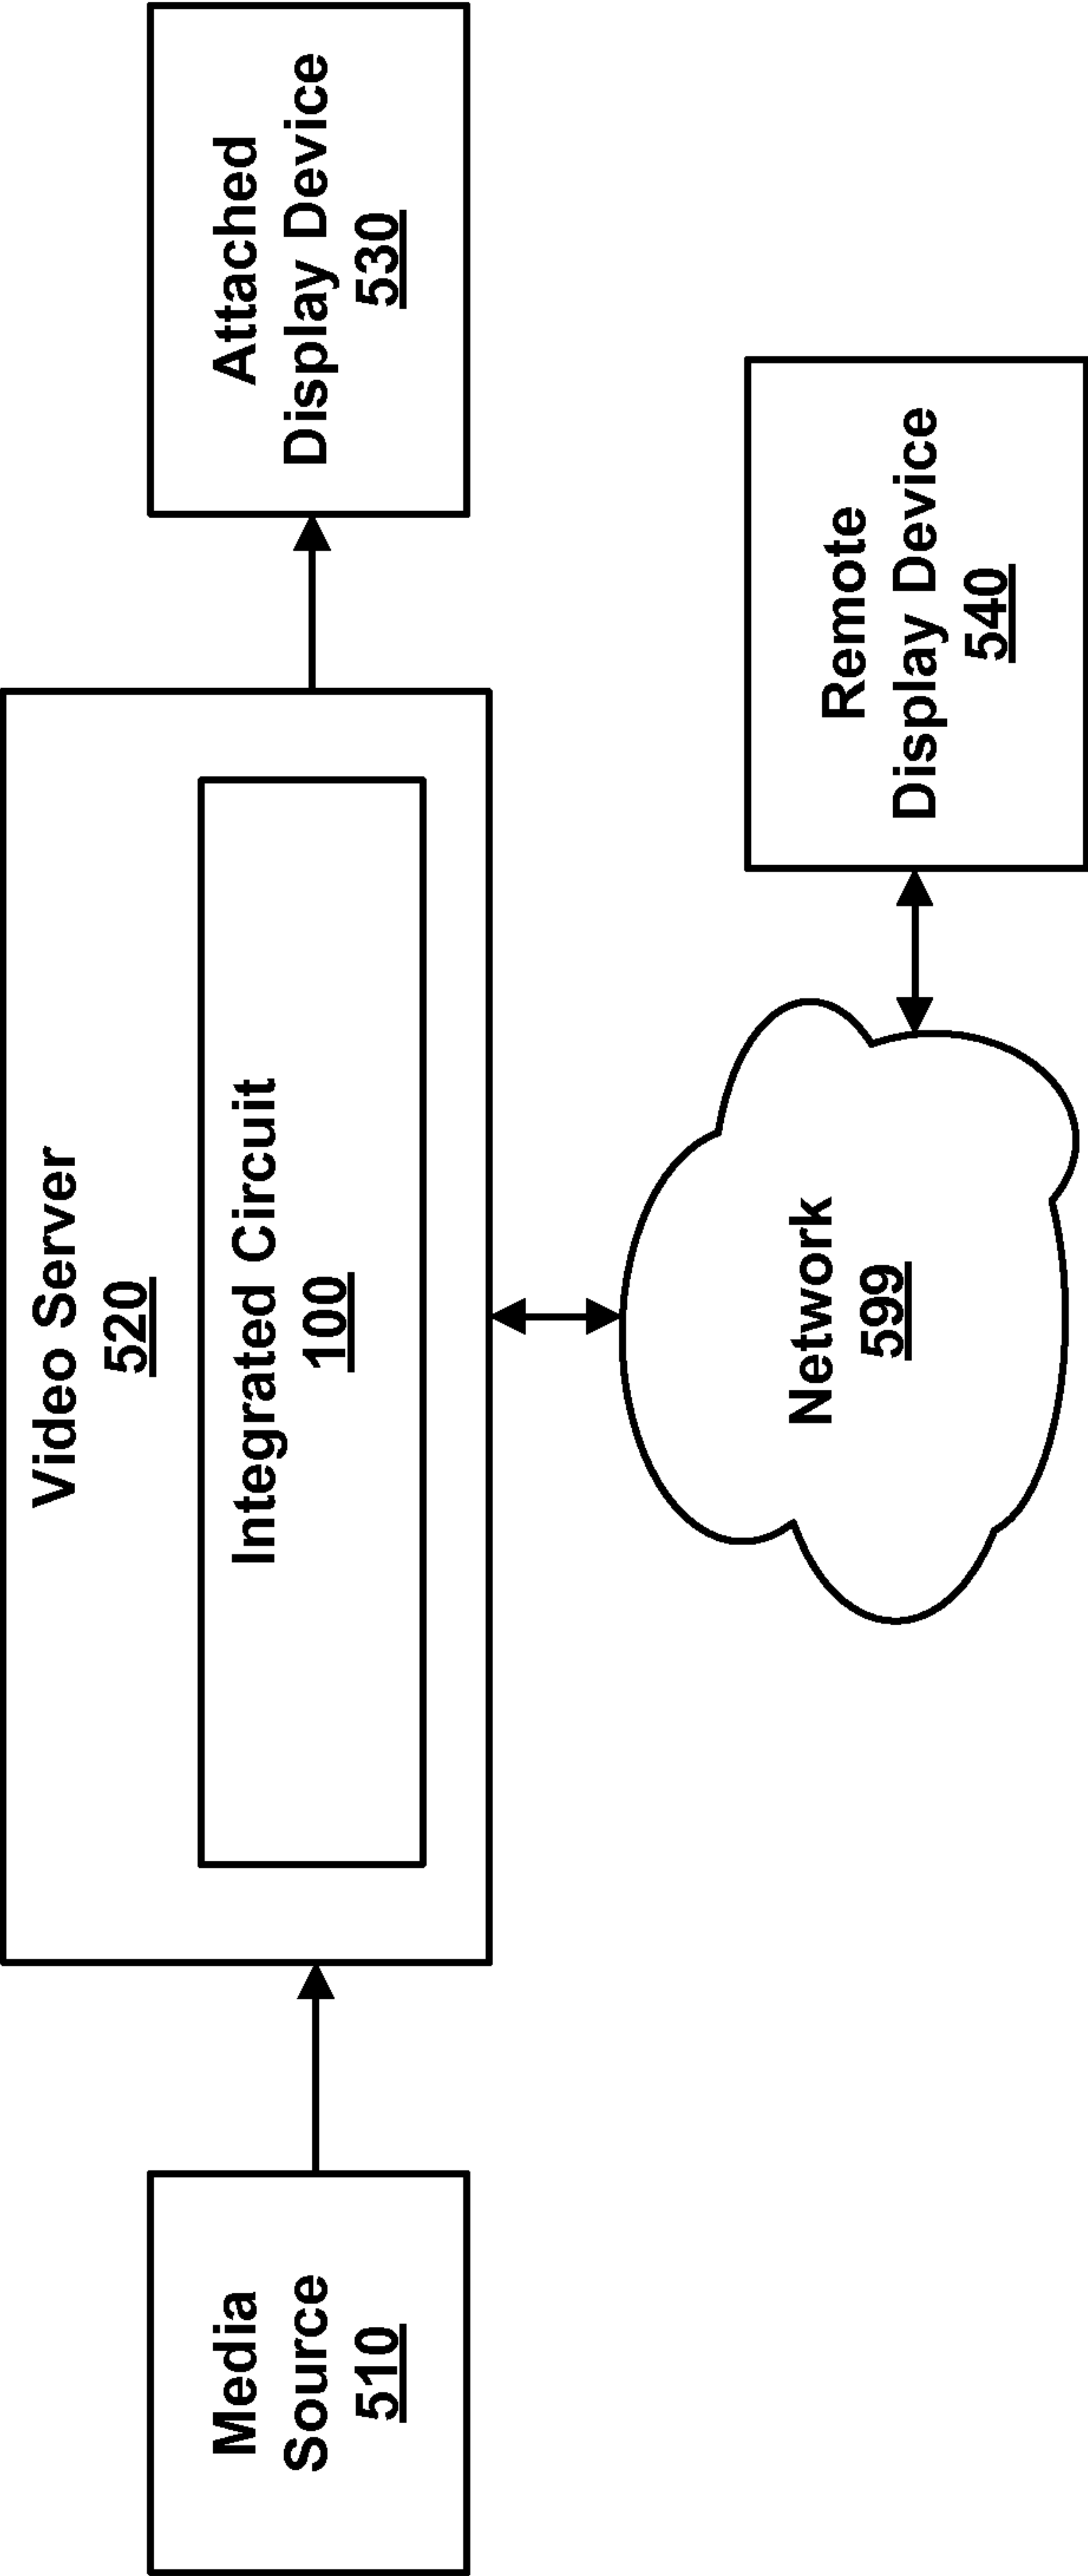 Video Server
520
Integrated Circuit
100
Media
Source
510
Attached
Display Device
530
Network
599
Remote
Display Device
540